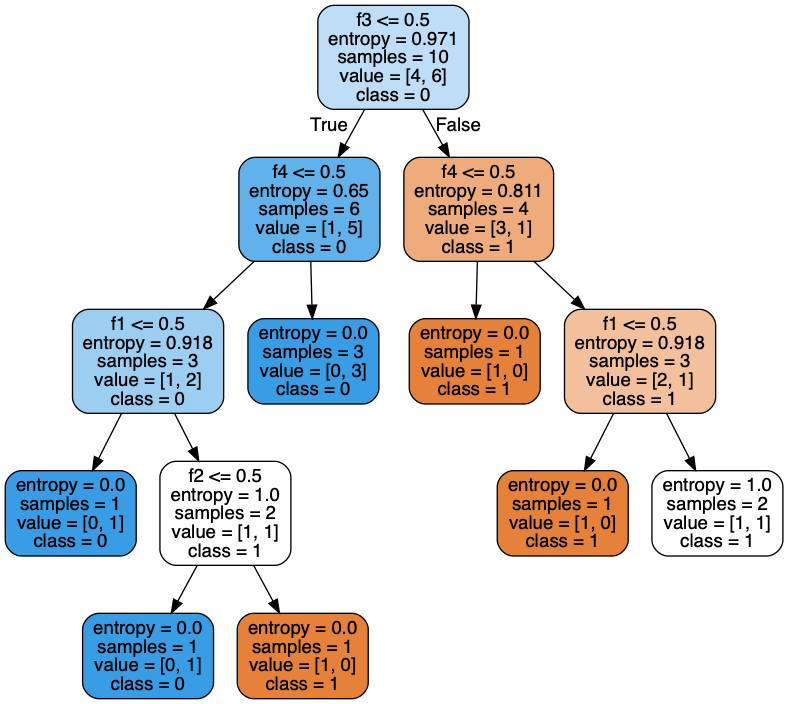 f3 <= 0.5
entropy = 0.971
samples = 10
value = [4, 6]
class = 0
True
False
f4 <= 0.5
entropy = 0.65
samples = 6
value = [1, 5]
class = 0
f4 <= 0.5
entropy = 0.811
samples = 4
value = [3, 1]
class = 1
f1 <= 0.5
entropy = 0.918
samples = 3
value = [1, 2]
class = 0
entropy = 0.0
samples = 3
value = [0, 3]
class = 0
entropy = 0.0
samples = 1
value = [1, 0]
class = 1
f1 <= 0.5
entropy = 0.918
samples = 3
value = [2, 1]
class = 1
entropy = 0.0
samples = 1
value = [0, 1]
class = 0
f2 <= 0.5
entropy = 1.0
samples = 2
value = [1, 1]
class = 1
entropy = 0.0
samples = 1
value = [1, 0]
class = 1
entropy = 1.0
samples = 2
value = [1, 1]
class = 1
entropy = 0.0
samples = 1
value = [0, 1]
class = 0
entropy = 0.0
samples = 1
value = [1, 0]
class = 1